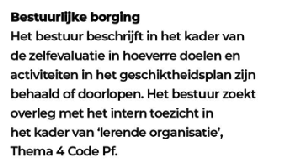 Bestuurlijke borging
Het bestuur beschrijft in het kader van
de zelfevaluatie in hoeverre doelen en
activiteiten in het geschiktheidsplan zijn
behaald of doorlopen. Het bestuur zoekt
overleg met het intern toezicht in
het kader van ‘lerende organisatie’,
Thema 4 Code Pf.